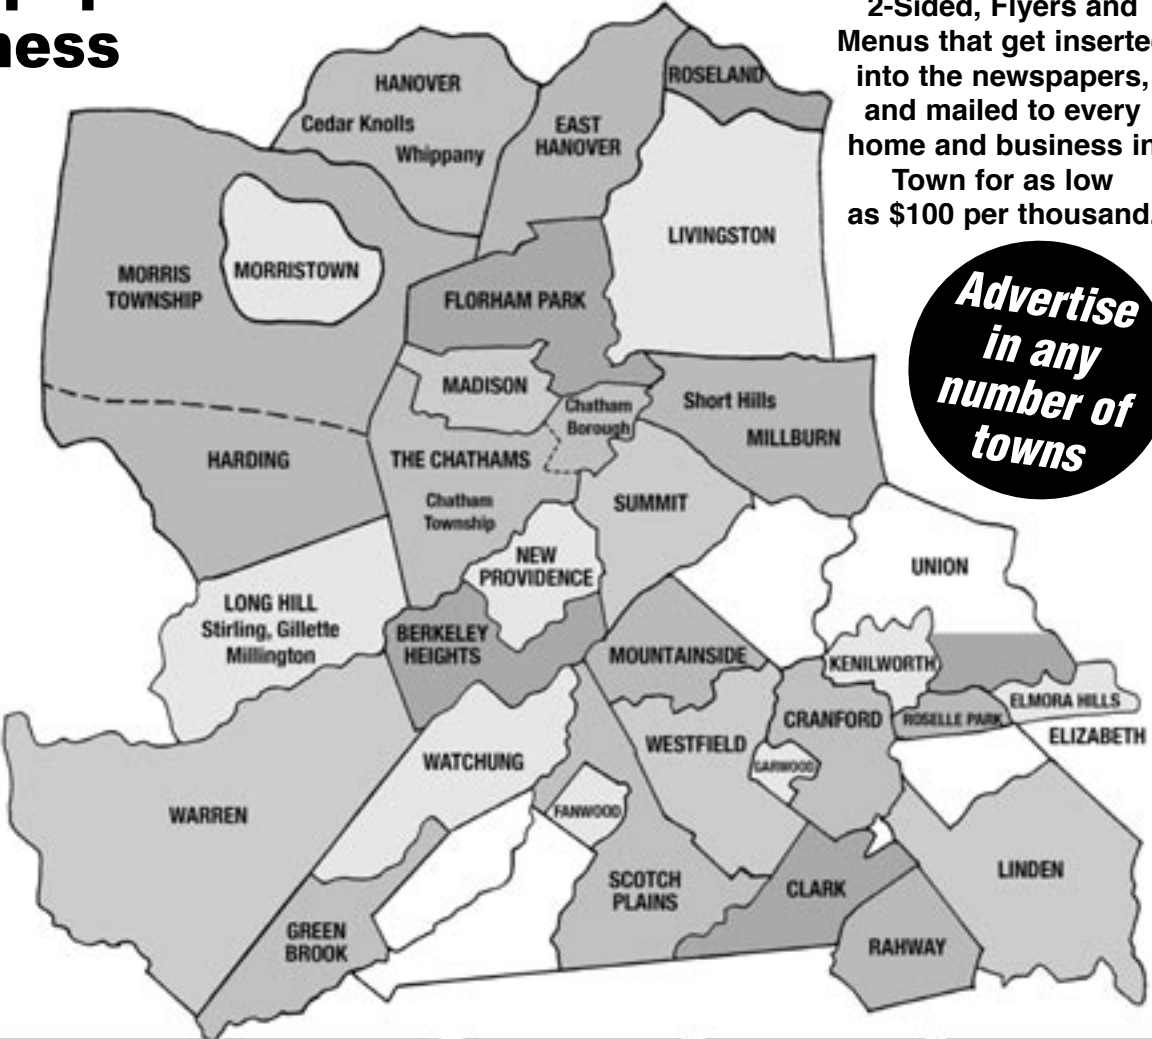 ness
2-Sided, Flyers and
Menus that get inserted
into the newspapers,
and mailed to every
home and business in
Town for as low
as $100 per thousand.
Advertise
in any
number of
towns
HANOVER
Cedar Knolls
Whippany
EAST
HANOVER
ROSELAND
LIVINGSTON
MORRIS
TOWNSHIP
MORRISTOWN
FLORHAM PARK
MADISON
Chatham
Borough
Short Hills
MILLBURN
HARDING
THE CHATHAMS
Chatham
Township
SUMMIT
NEW
PROVIDENCE
UNION
LONG HILL
Stirling, Gillette
Millington
BERKELEY
HEIGHTS
MOUNTAINSIDE
KENILWORTH
ELMORA HILLS
ROSELLE PARK
ELIZABETH
CRANFORD
WESTFIELD
GARWOOD
WATCHUNG
WARREN
FANWOOD
SCOTCH
PLAINS
CLARK
LINDEN
GREEN
BROOK
RAHWAY